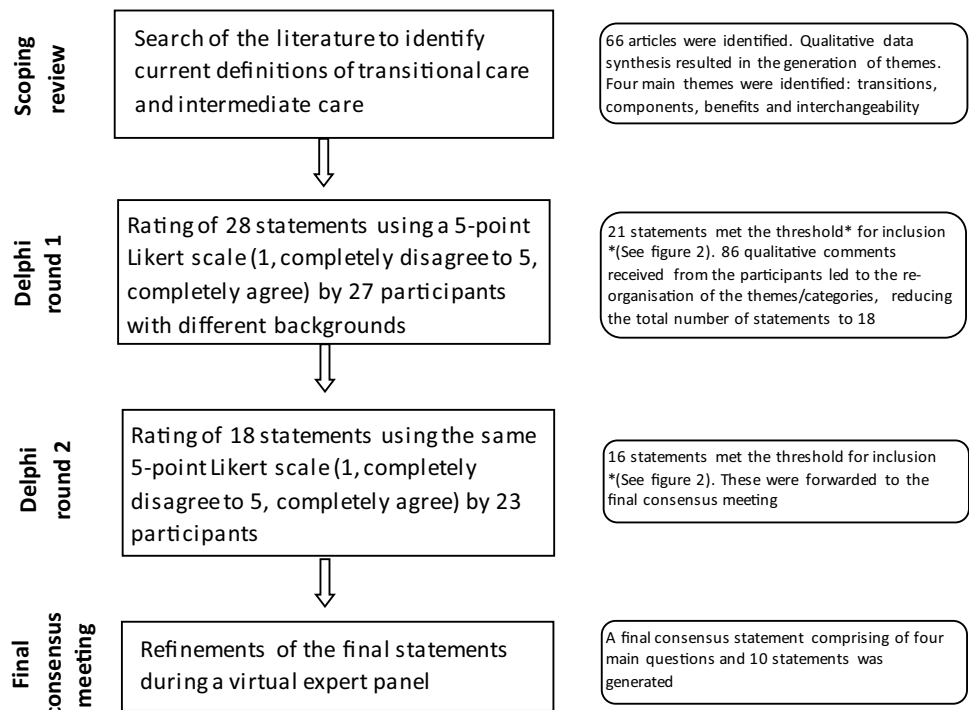 Scoping
review
Search of the literature to identify
current definitions of transitional care
and intermediate care
66 articles were identified. Qualitative data
synthesis resulted in the generation of themes.
Four main themes were identified: transitions,
components, benefits and interchangeability
Delphi
round 1
Rating of 28 statements using a 5-point
Likert scale (1, completely disagree to 5,
completely agree) by 27 participants
with different backgrounds
21 statements met the threshold* for inclusion
*(See figure 2). 86 qualitative comments
received from the participants led to the re-
organisation of the themes/categories, reducing
the total number of statements to 18
Delphi
round 2
Rating of 18 statements using the same
5-point Likert scale (1, completely
disagree to 5, completely agree) by 23
participants
16 statements met the threshold for inclusion
*(See figure 2). These were forwarded to the
final consensus meeting
Final
consensus
meeting
Refinements of the final statements
during a virtual expert panel
A final consensus statement comprising of four
main questions and 10 statements was
generated